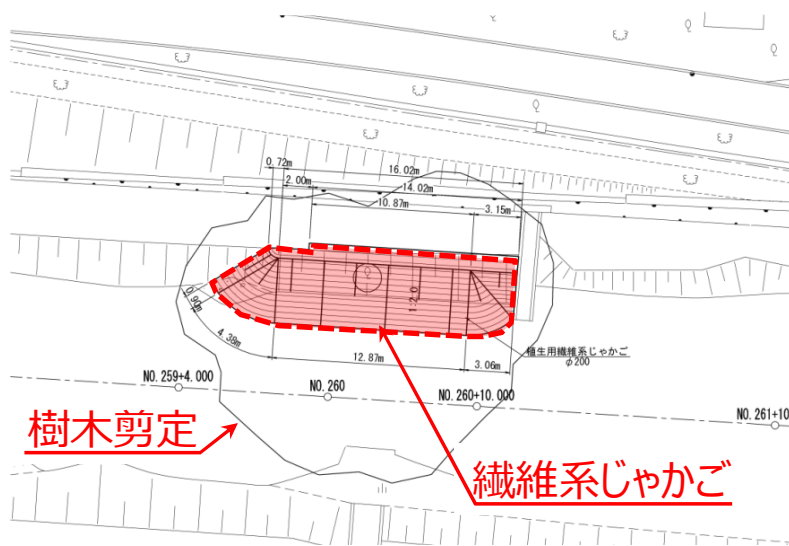 0.72m
16.02m
2.00m
14.02m
10.87m
3.15m
1:2.0
0.90m
4.38m
植生用繊維系じゃかご
φ200
12.87m
3.06m
NO.259+4.000
NO.260
NO.260+10.000
NO.261+10
樹木剪定
繊維系じゃかご